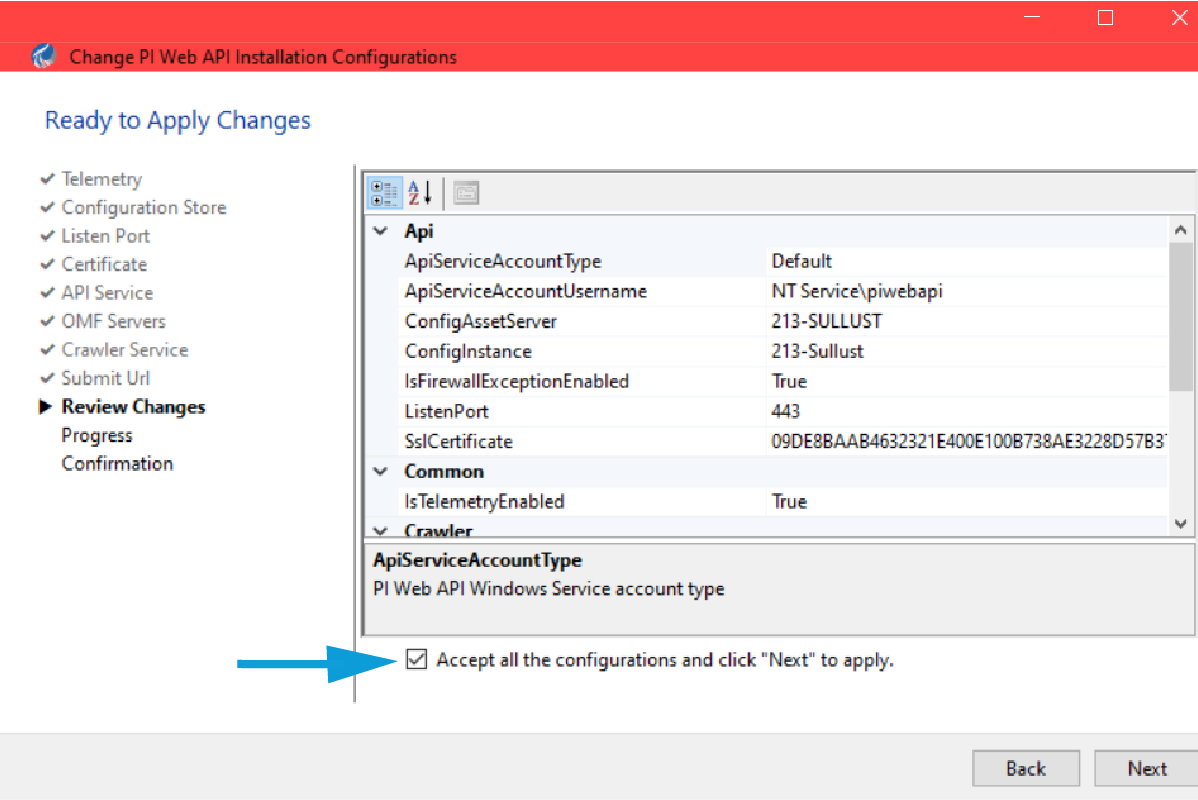 Change PI Web API Installation Configurations
Ready to Apply Changes
Telemetry
Configuration Store
Listen Port
Certificate
API Service
OMF Servers
Crawler Service
Submit Url
Review Changes
Progress
Confirmation
Api
ApiServiceAccountType Default
ApiServiceAccountUsername NT Service\piwebapi
ConfigAssetServer 213-SULLUST
ConfigInstance 213-Sullust
IsFirewallExceptionEnabled True
ListenPort 443
SslCertificate 09DE8BAAB4632321E400E100B738AE3228D57B37
Common
IsTelemetryEnabled True
Crawler
ApiServiceAccountType
PI Web API Windows Service account type
Accept all the configurations and click "Next" to apply.
Back Next